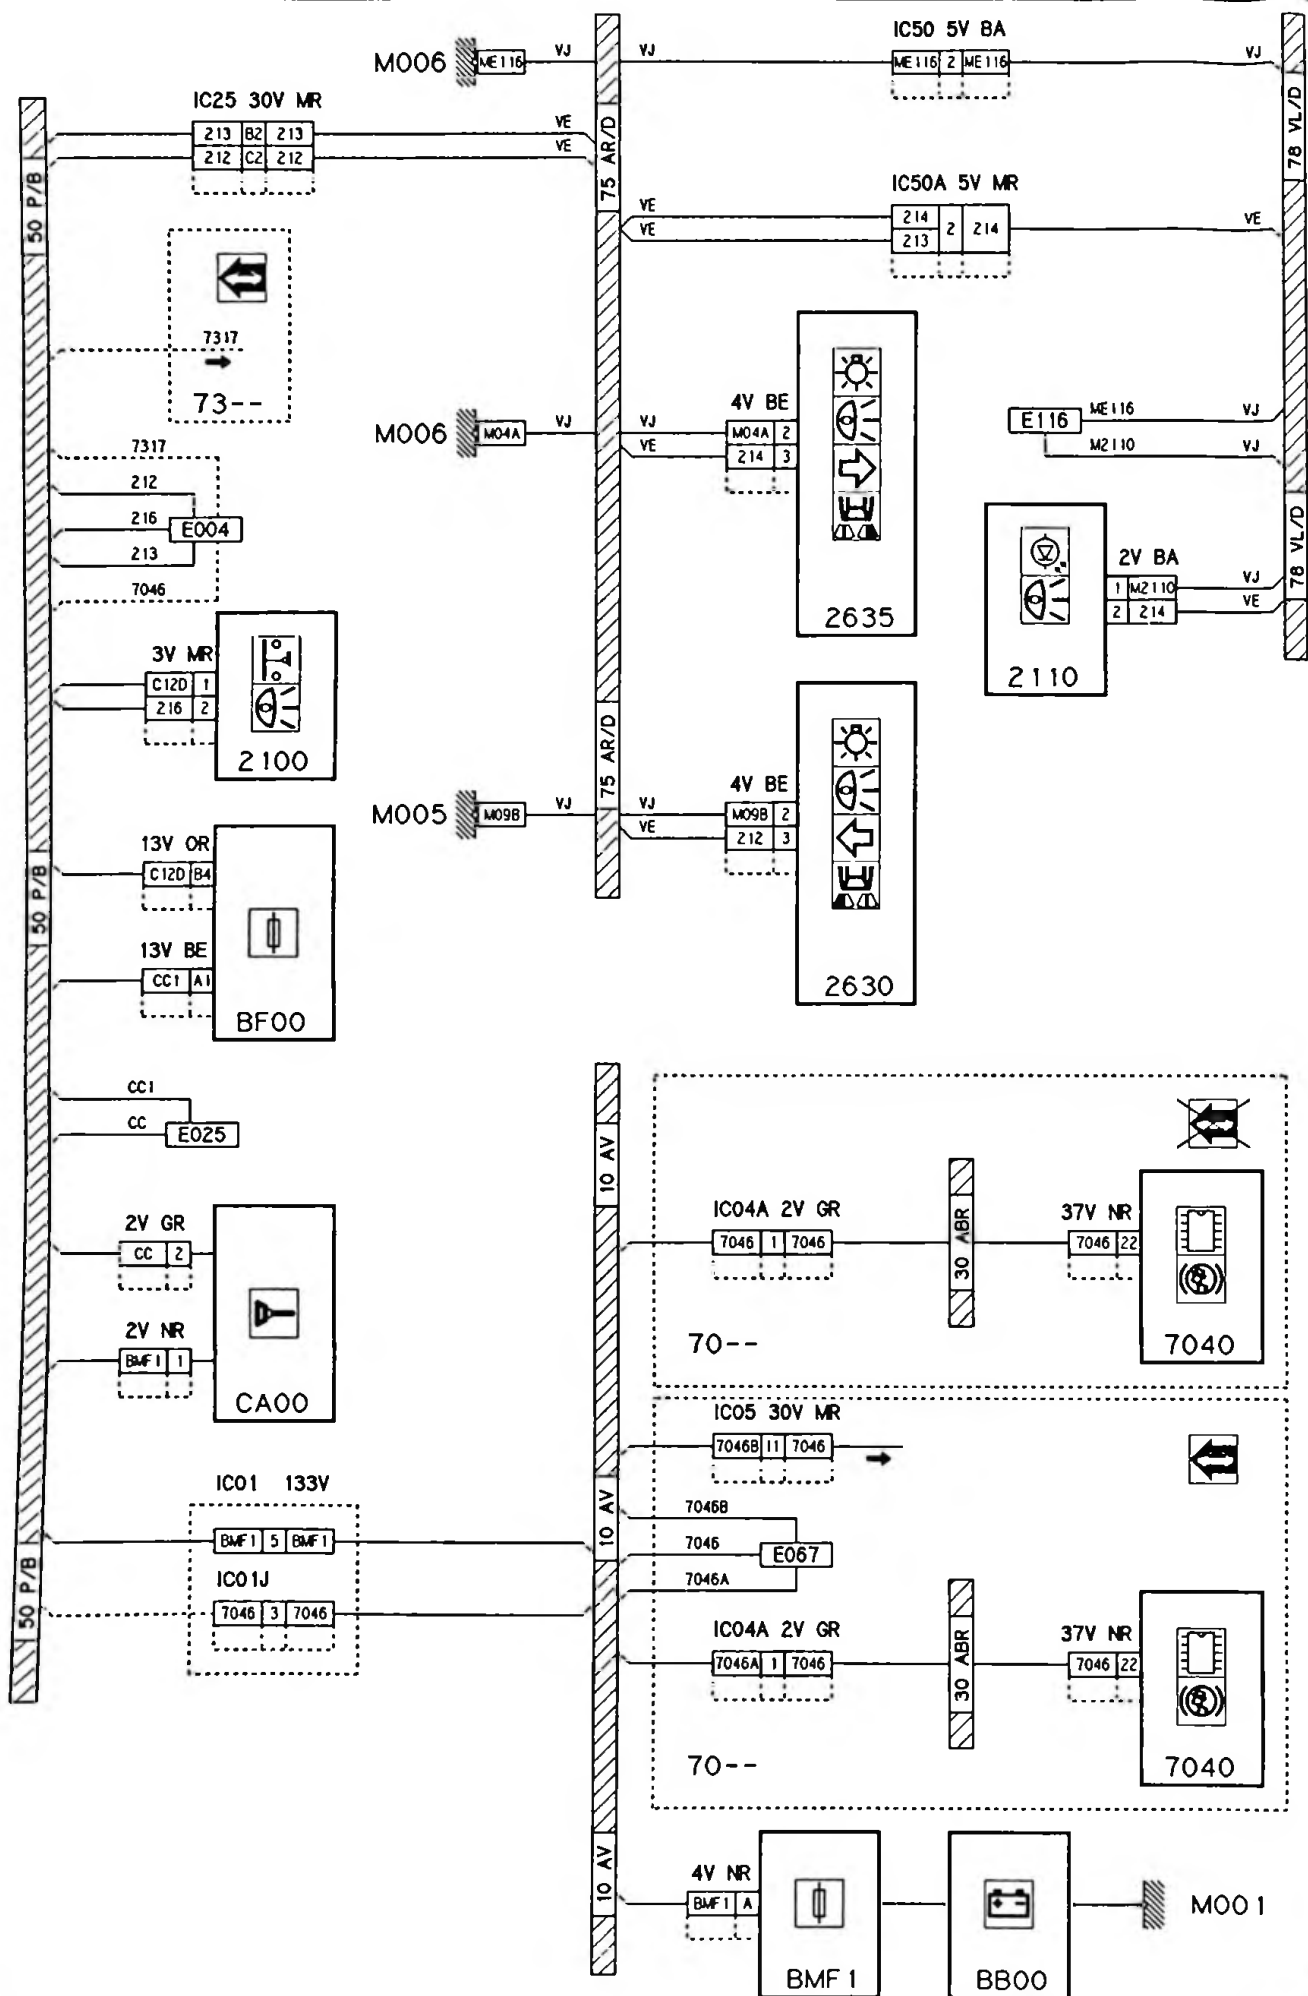 M006 ME116 VJ VJ IC50 5V BA
ME116 2 ME116 VJ
IC25 30V MR
213 B2 213 VE
212 C2 212 VE
50 P/B
75 AR/D
78 VL/D
IC50A 5V MR
VE 214
VE 213 2 214 VE
7317
73--
4V BE
M006 M04A VJ VJ M04A 2
VE 214 3
2635
E116 ME116 VJ
M2110 VJ
7317
212
216 E004
213
7046
78 VL/D
2V BA
1 M2110 VJ
2 214 VE
2110
3V MR
C12D 1
216 2
2100
75 AR/D
4V BE
M005 M09B VJ VJ M09B 2
VE 212 3
2630
50 P/B
13V OR
C12D B4
13V BE
CC1 A1
BF00
CC1
CC E025
10 AV
2V GR
CC 2
2V NR
BMF1 1
CA00
IC04A 2V GR
7046 1 7046
30 ABR
37V NR
7046 22
70--
7040
IC05 30V MR
7046B 11 7046
IC01 133V
BMF1 5 BMF1
IC01J
7046 3 7046
50 P/B
10 AV
7046B
7046 E067
7046A
IC04A 2V GR
7046A 1 7046
30 ABR
37V NR
7046 22
70--
7040
10 AV
4V NR
BMF1 A
BMF1
BB00
M001